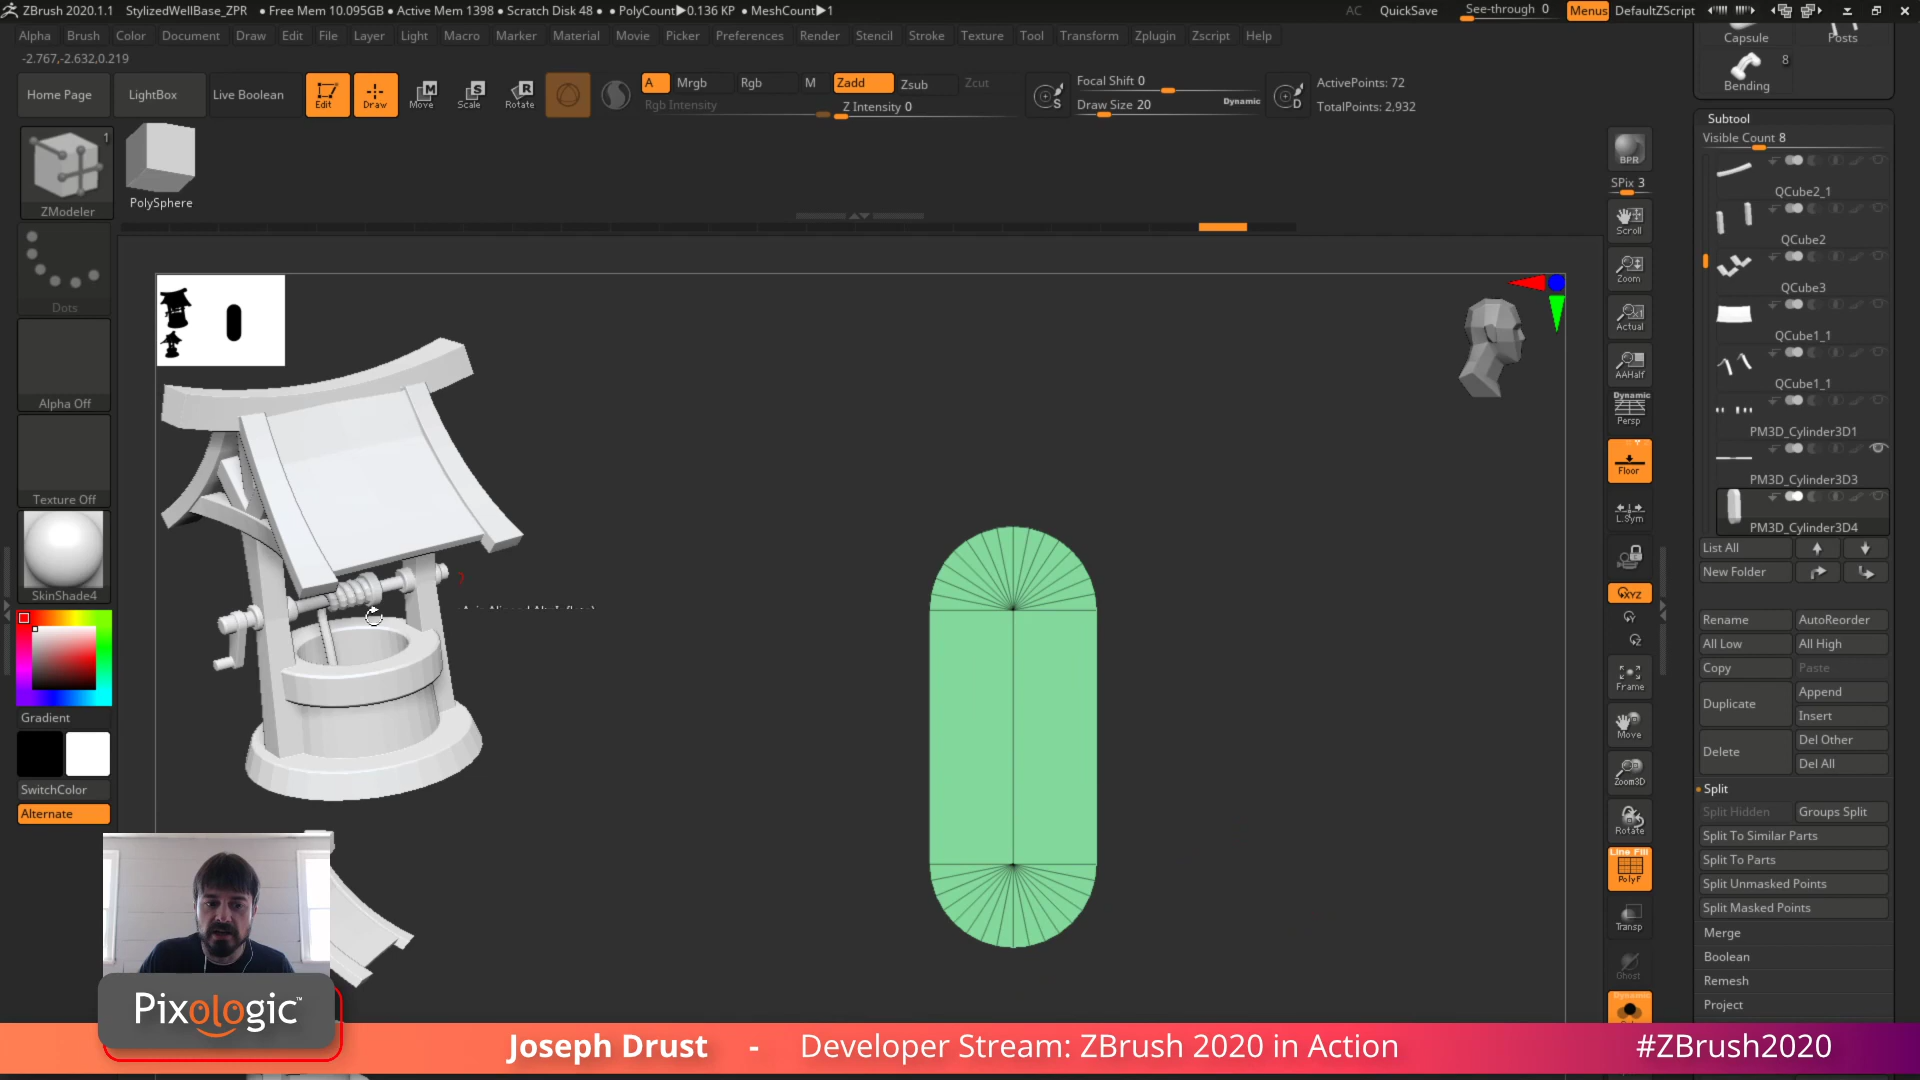 ZBrush 2020.1.1 StylizedWellBase_ZPR • Free Mem 10.095GB • Active Mem 1398 • Scratch Disk 48 • • PolyCount▶0.136 KP • MeshCount▶1 AC QuickSave See-through 0 Menus DefaultZScript
Alpha Brush Color Document Draw Edit File Layer Light Macro Marker Material Movie Picker Preferences Render Stencil Stroke Texture Tool Transform Zplugin Zscript Help
-2.767,-2.632,0.219
Home Page LightBox Live Boolean Edit Draw Move Scale Rotate
A Mrgb Rgb M Zadd Zsub Zcut
Rgb Intensity Z Intensity 0
Focal Shift 0
Draw Size 20 Dynamic
ActivePoints: 72
TotalPoints: 2,932
1
ZModeler
PolySphere
Dots
Alpha Off
Texture Off
SkinShade4
Gradient
SwitchColor
Alternate
BPR
SPix 3
Scroll
Zoom
Actual
AAHalf
Dynamic
Persp
Floor
L.Sym
XYZ
Frame
Move
Zoom3D
Rotate
Line Fill
PolyF
Transp
Ghost
Dynamic
Capsule Posts
8
Bending
Subtool
Visible Count 8
QCube2_1
QCube2
QCube3
QCube1_1
QCube1_1
PM3D_Cylinder3D1
PM3D_Cylinder3D3
PM3D_Cylinder3D4
List All
New Folder
Rename AutoReorder
All Low All High
Copy Paste
Duplicate Append
Insert
Delete Del Other
Del All
Split
Split Hidden Groups Split
Split To Similar Parts
Split To Parts
Split Unmasked Points
Split Masked Points
Merge
Boolean
Remesh
Project
Pixologic™
Joseph Drust - Developer Stream: ZBrush 2020 in Action #ZBrush2020